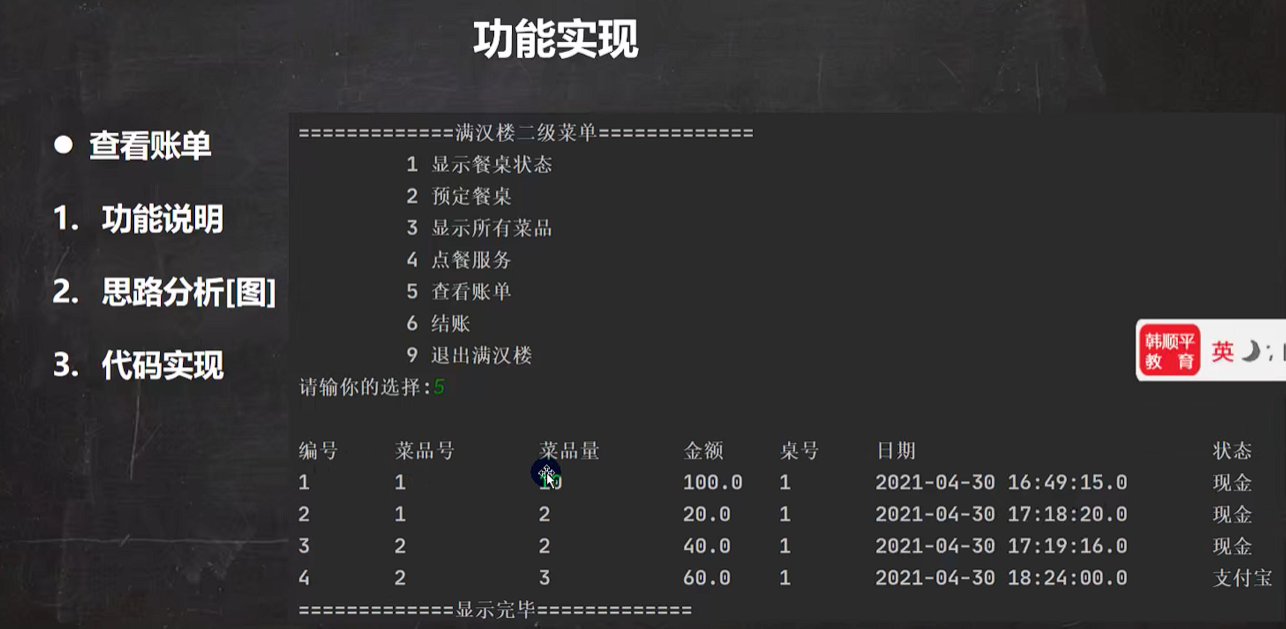 功能实现
● 查看账单
1. 功能说明
2. 思路分析[图]
3. 代码实现
=============满汉楼二级菜单=============
1 显示餐桌状态
2 预定餐桌
3 显示所有菜品
4 点餐服务
5 查看账单
6 结账
9 退出满汉楼
请输你的选择:5
编号 菜品号 菜品量 金额 桌号 日期 状态
1 1 10 100.0 1 2021-04-30 16:49:15.0 现金
2 1 2 20.0 1 2021-04-30 17:18:20.0 现金
3 2 2 40.0 1 2021-04-30 17:19:16.0 现金
4 2 3 60.0 1 2021-04-30 18:24:00.0 支付宝
=============显示完毕=============
韩顺平
教 育
英